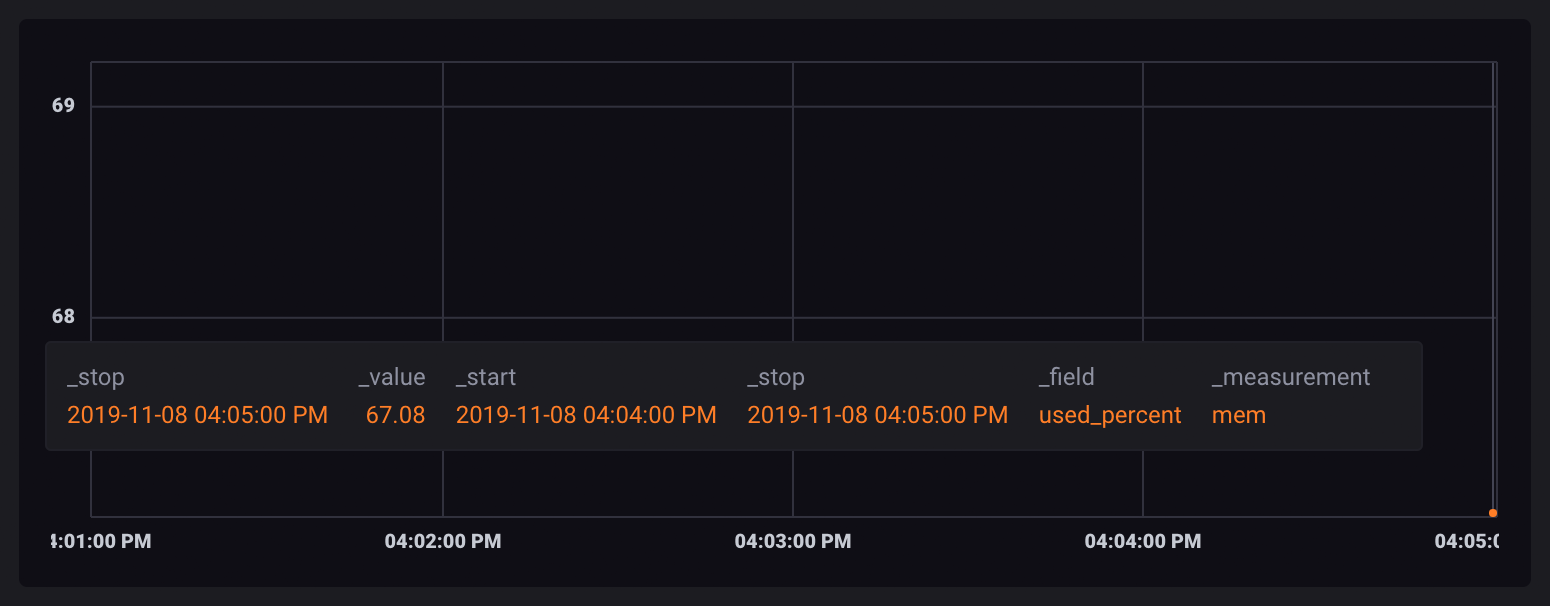 69
68
_stop _value _start _stop _field _measurement
2019-11-08 04:05:00 PM 67.08 2019-11-08 04:04:00 PM 2019-11-08 04:05:00 PM used_percent mem
4:01:00 PM 04:02:00 PM 04:03:00 PM 04:04:00 PM 04:05:0